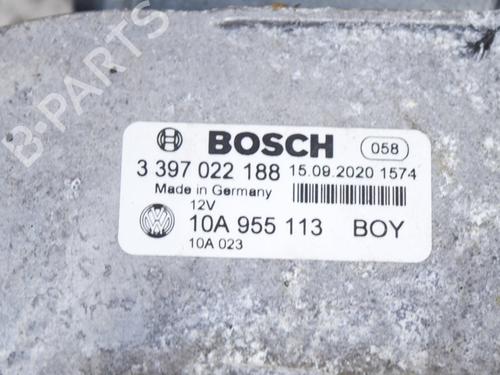 B-PARTS
BOSCH 058
3 397 022 188 15.09.2020 1574
Made in Germany
12V
10A 955 113 BOY
10A 023